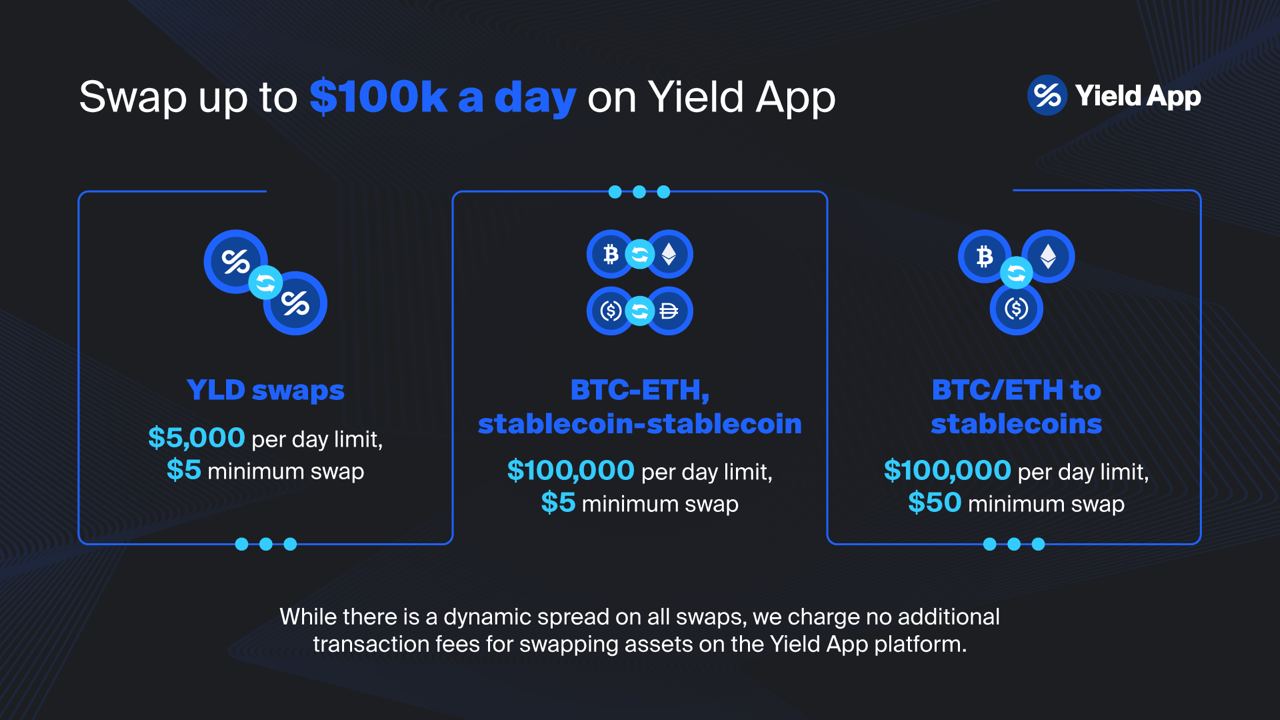 Swap up to $100k a day on Yield App
Yield App
YLD swaps
$5,000 per day limit,
$5 minimum swap
BTC-ETH,
stablecoin-stablecoin
$100,000 per day limit,
$5 minimum swap
BTC/ETH to
stablecoins
$100,000 per day limit,
$50 minimum swap
While there is a dynamic spread on all swaps, we charge no additional
transaction fees for swapping assets on the Yield App platform.